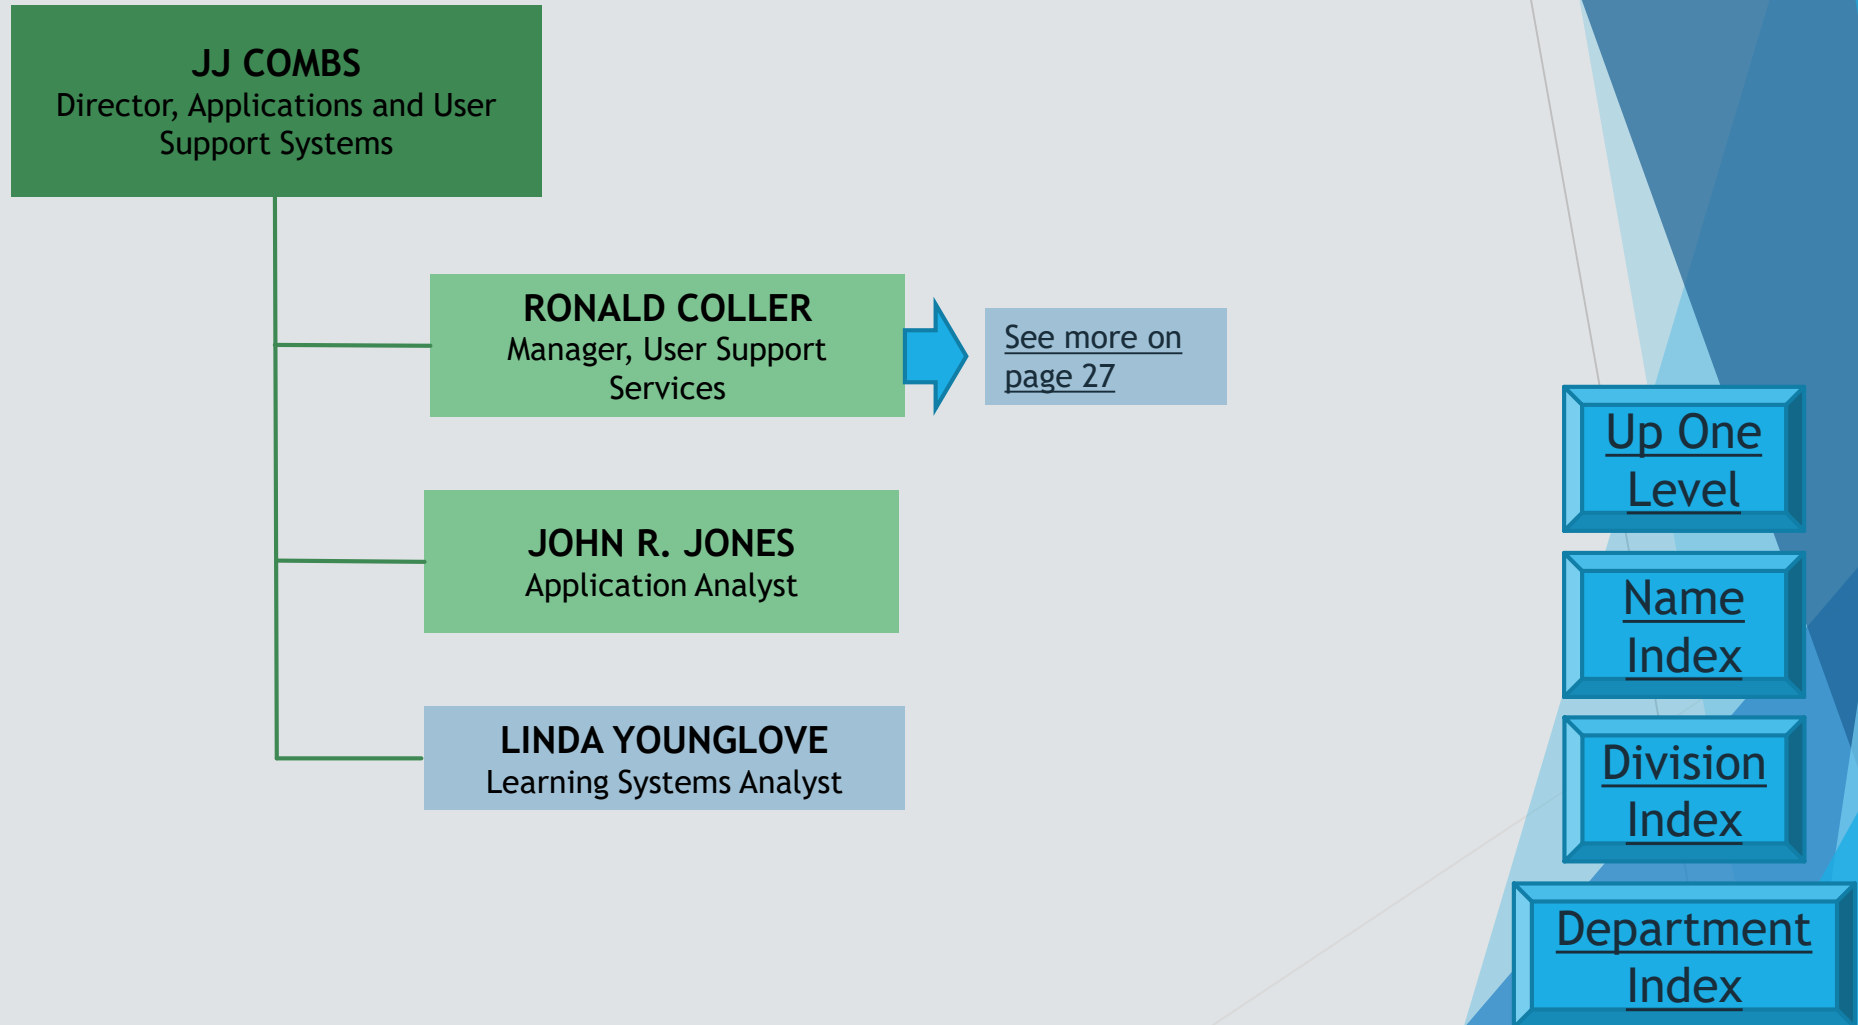 JJ COMBS
Director, Applications and User
Support Systems
RONALD COLLER
Manager, User Support
Services
See more on
page 27
JOHN R. JONES
Application Analyst
LINDA YOUNGLOVE
Learning Systems Analyst
Up One
Level
Name
Index
Division
Index
Department
Index